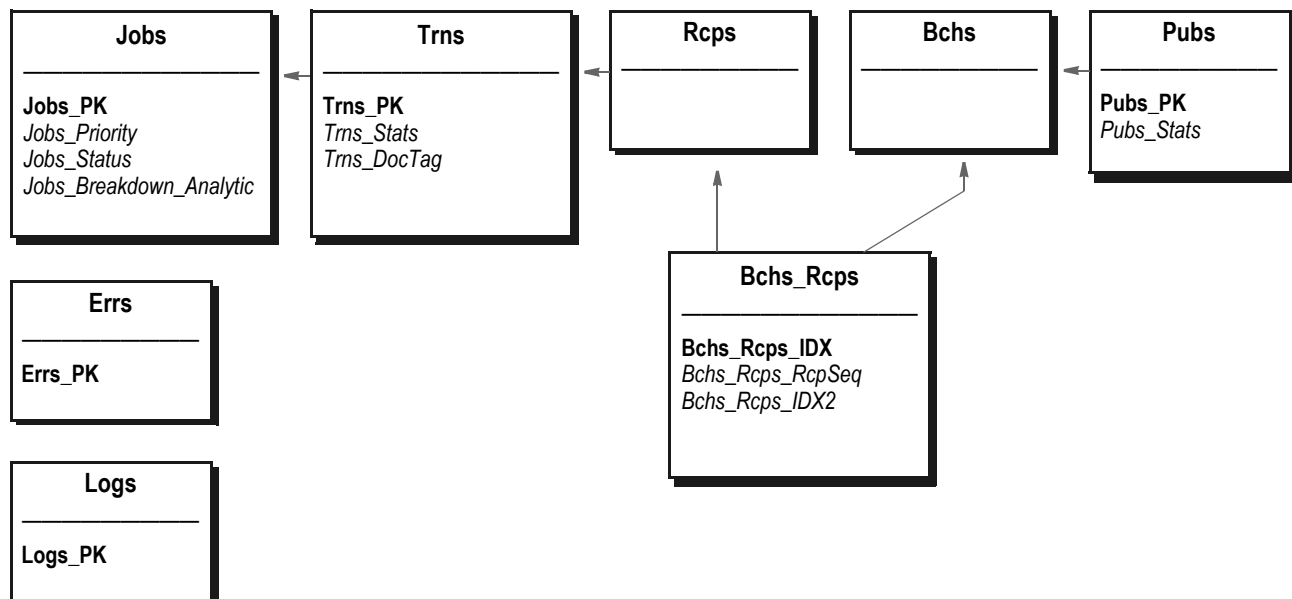 Jobs
Jobs_PK
Jobs_Priority
Jobs_Status
Jobs_Breakdown_Analytic
Trns
Trns_PK
Trns_Stats
Trns_DocTag
Rcps
Bchs
Pubs
Pubs_PK
Pubs_Stats
Errs
Errs_PK
Bchs_Rcps
Bchs_Rcps_IDX
Bchs_Rcps_RcpSeq
Bchs_Rcps_IDX2
Logs
Logs_PK